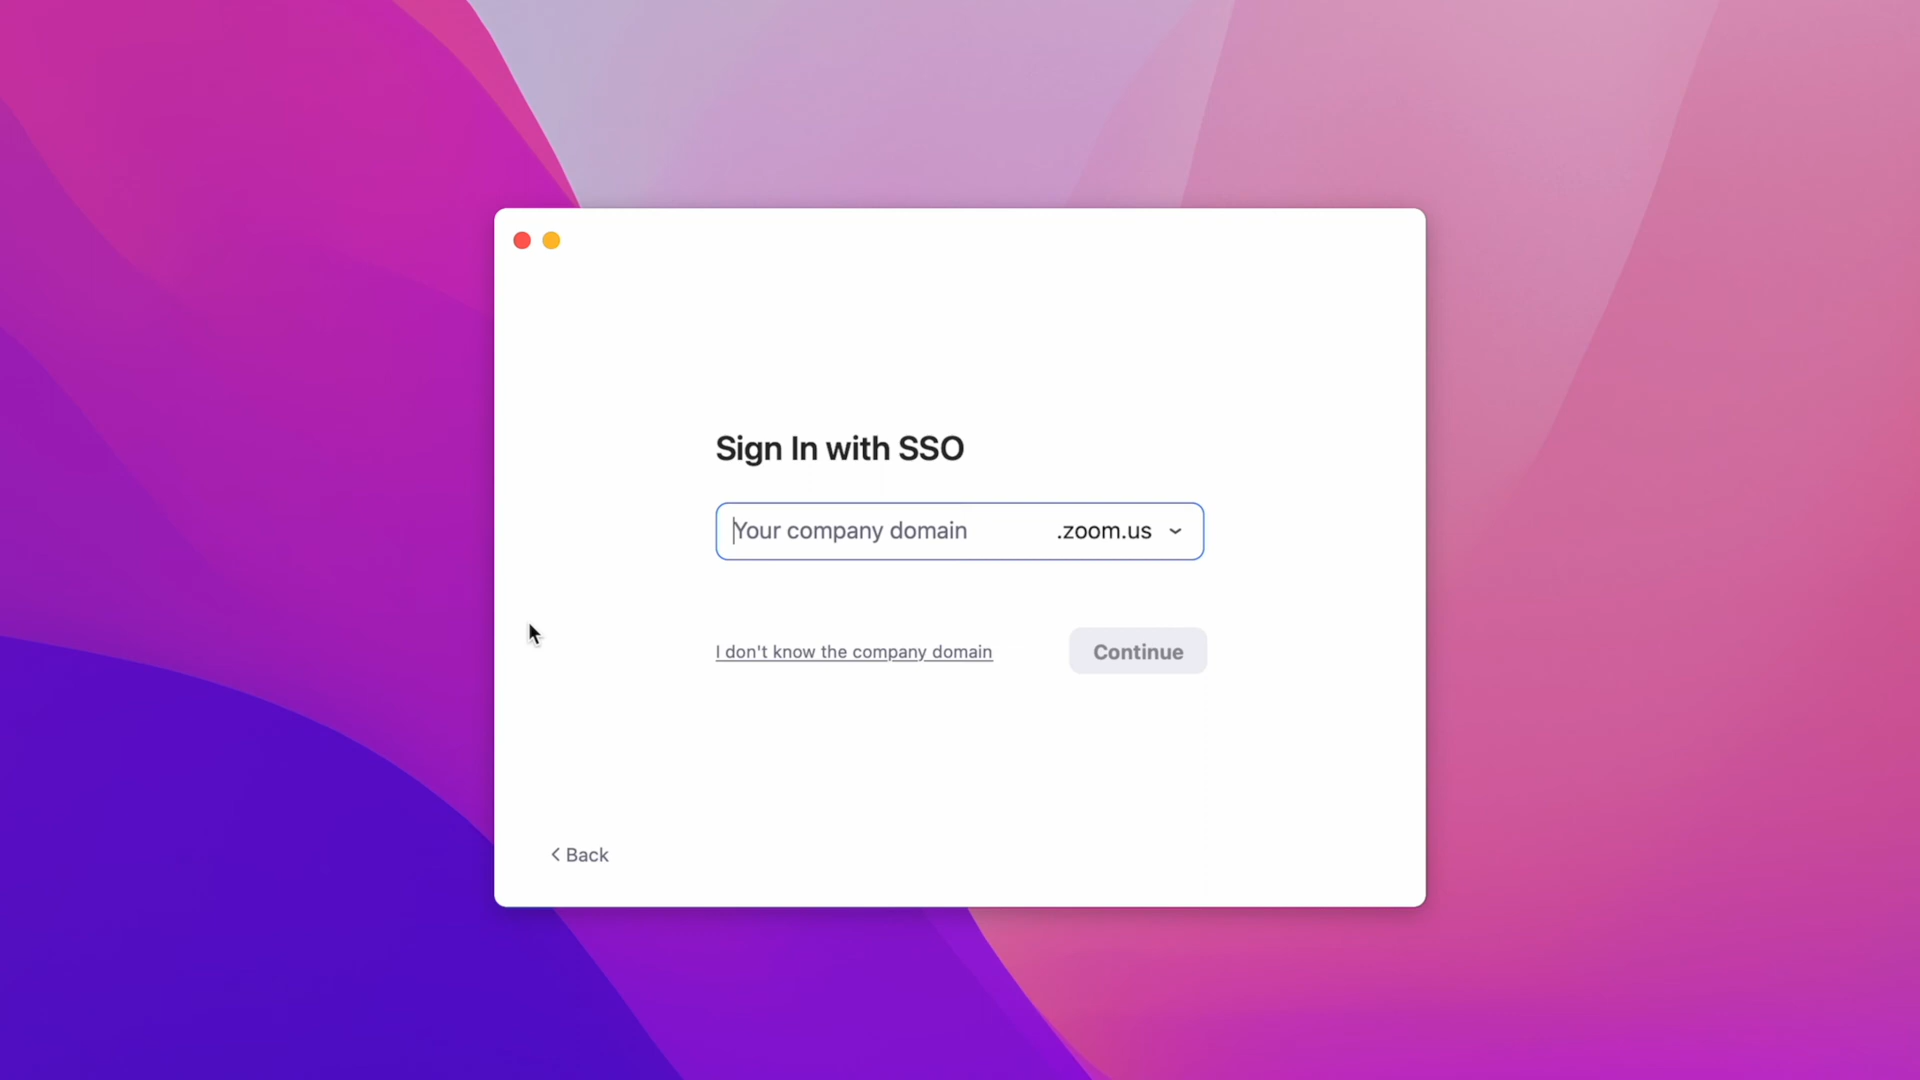 Sign In with SSO
Your company domain .zoom.us
I don't know the company domain Continue
Back